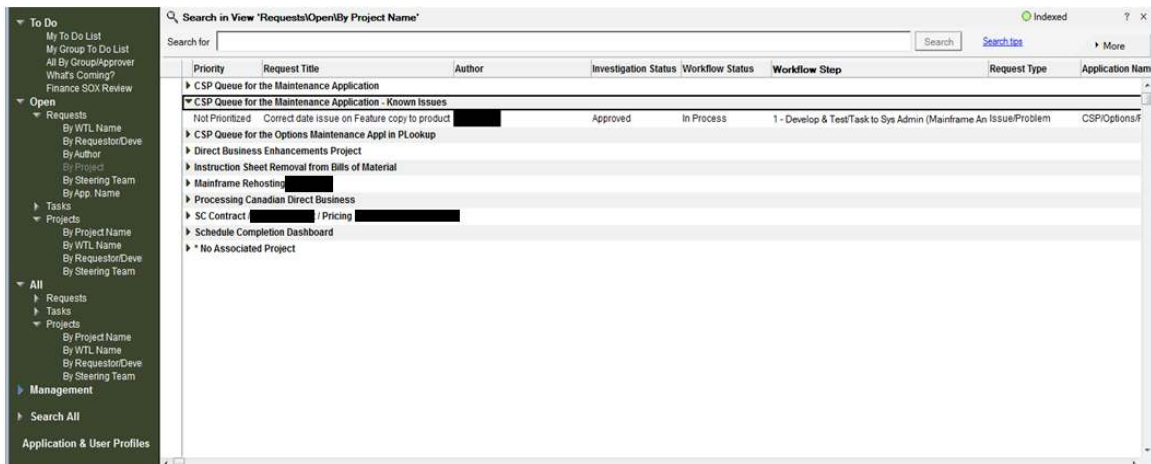 To Do
My To Do List
My Group To Do List
All By Group/Approver
What's Coming?
Finance SOX Review
Open
Requests
By WTL Name
By Requestor/Deve
By Author
By Project
By Steering Team
By App. Name
Tasks
Projects
By Project Name
By WTL Name
By Requestor/Deve
By Steering Team
All
Requests
Tasks
Projects
By Project Name
By WTL Name
By Requestor/Deve
By Steering Team
Management
Search All
Application & User Profiles
Search in View 'Requests\Open\By Project Name' Indexed ? ×
Search for Search Search tips More
Priority Request Title Author Investigation Status Workflow Status Workflow Step Request Type Application Nam
CSP Queue for the Maintenance Application
CSP Queue for the Maintenance Application - Known Issues
Not Prioritized Correct date issue on Feature copy to product Approved In Process 1 - Develop & Test/Task to Sys Admin (Mainframe An Issue/Problem CSP/Options/F
CSP Queue for the Options Maintenance Appl in PLookup
Direct Business Enhancements Project
Instruction Sheet Removal from Bills of Material
Mainframe Rehosting
Processing Canadian Direct Business
SC Contract / : / Pricing
Schedule Completion Dashboard
* No Associated Project